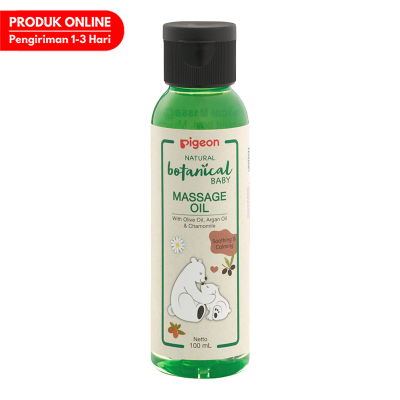 PRODUK ONLINE
Pengiriman 1-3 Hari
pigeon
NATURAL
botanical
BABY
MASSAGE
OIL
With Olive Oil, Argan Oil
& Chamomile
Soothing &
Calming
Netto
100 mL